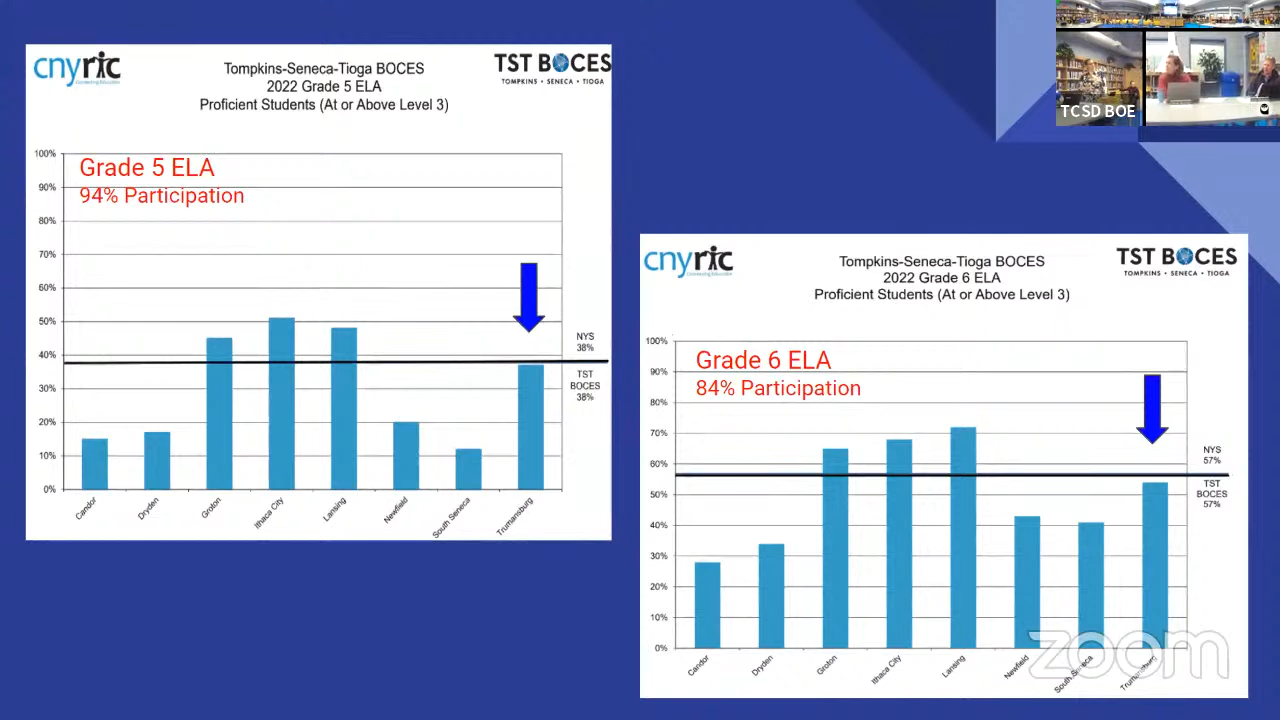 cnyric
Connecting Education
Tompkins-Seneca-Tioga BOCES
2022 Grade 5 ELA
Proficient Students (At or Above Level 3)
TST BOCES
TOMPKINS • SENECA • TIOGA
Grade 5 ELA
94% Participation
100%
90%
80%
70%
60%
50%
40%
30%
20%
10%
0%
NYS
38%
TST
BOCES
38%
Candor
Dryden
Groton
Ithaca City
Lansing
Newfield
South Seneca
Trumansburg
TCSD BOE
cnyric
Connecting Education
Tompkins-Seneca-Tioga BOCES
2022 Grade 6 ELA
Proficient Students (At or Above Level 3)
TST BOCES
TOMPKINS • SENECA • TIOGA
Grade 6 ELA
84% Participation
100%
90%
80%
70%
60%
50%
40%
30%
20%
10%
0%
NYS
57%
TST
BOCES
57%
Candor
Dryden
Groton
Ithaca City
Lansing
Newfield
South Seneca
Trumansburg
zoom